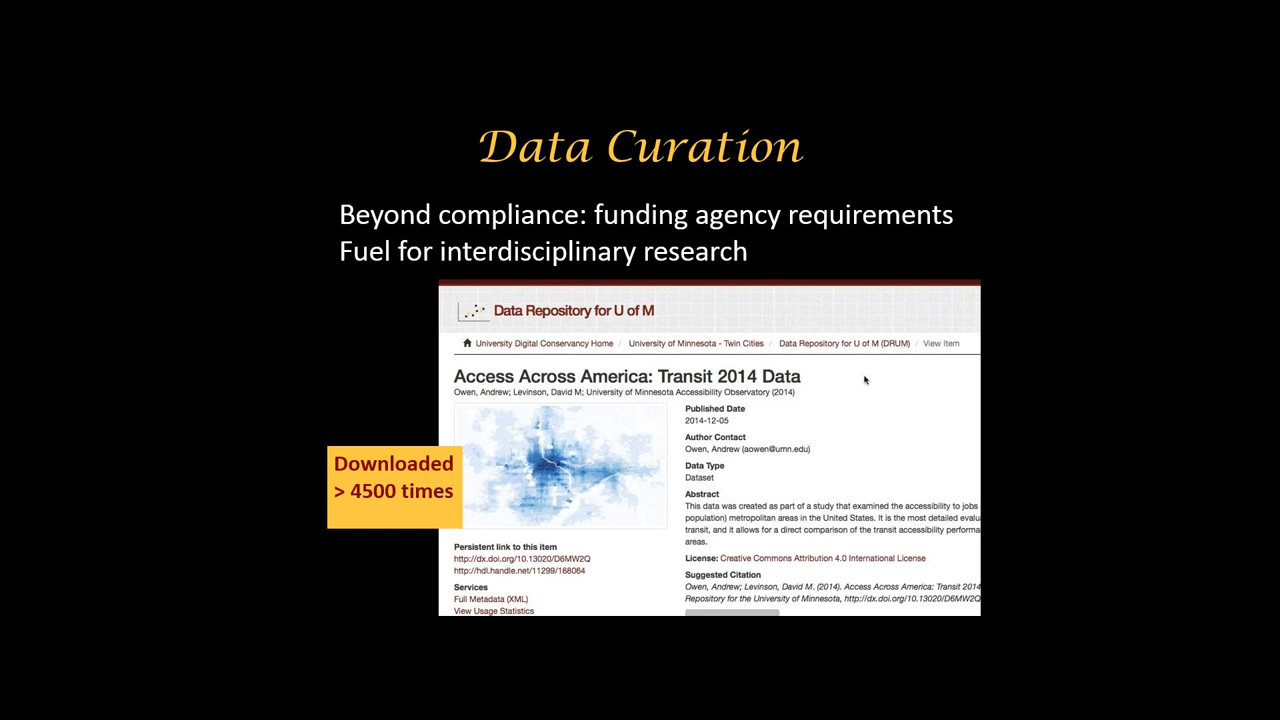 Data Curation
Beyond compliance: funding agency requirements
Fuel for interdisciplinary research
Data Repository for U of M
University Digital Conservancy Home / University of Minnesota - Twin Cities / Data Repository for U of M (DRUM) / View Item
Access Across America: Transit 2014 Data
Owen, Andrew; Levinson, David M; University of Minnesota Accessibility Observatory (2014)
Downloaded
> 4500 times
Persistent link to this item
http://dx.doi.org/10.13020/D6MW2Q
http://hdl.handle.net/11299/168064
Services
Full Metadata (XML)
View Usage Statistics
Published Date
2014-12-05
Author Contact
Owen, Andrew (aowen@umn.edu)
Data Type
Dataset
Abstract
This data was created as part of a study that examined the accessibility to jobs
population) metropolitan areas in the United States. It is the most detailed evalu
transit, and it allows for a direct comparison of the transit accessibility performa
areas.
License: Creative Commons Attribution 4.0 International License
Suggested Citation
Owen, Andrew; Levinson, David M. (2014). Access Across America: Transit 2014
Repository for the University of Minnesota, http://dx.doi.org/10.13020/D6MW2Q